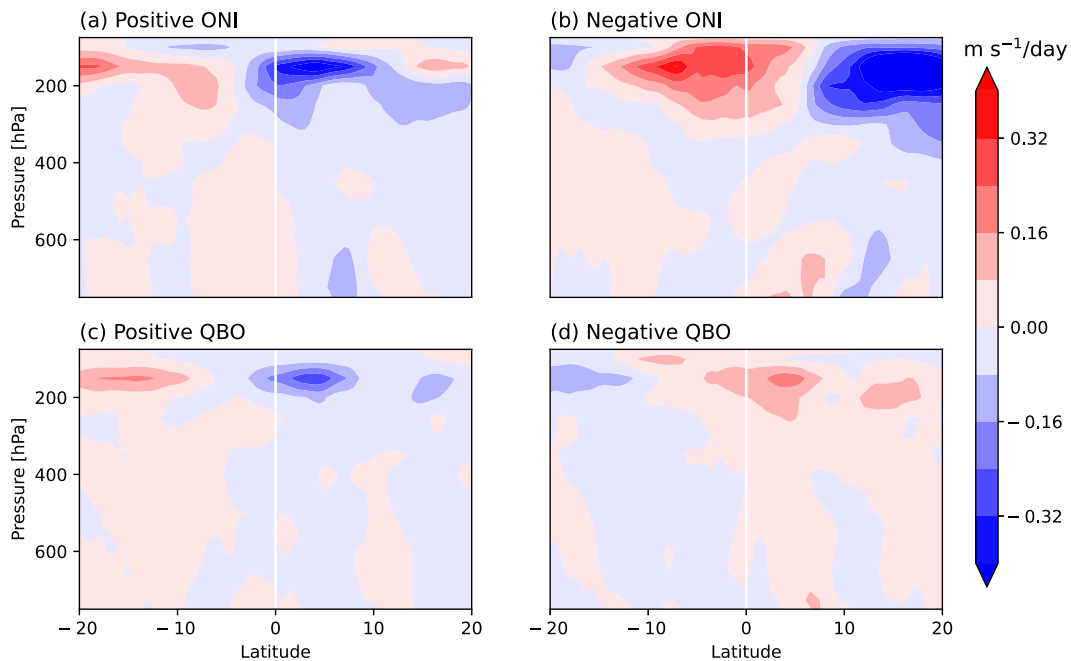 (a) Positive ONI
(b) Negative ONI
m s⁻¹/day
Pressure [hPa]
200
400
600
0.32
0.16
0.00
−0.16
−0.32
(c) Positive QBO
(d) Negative QBO
Pressure [hPa]
200
400
600
−20 −10 0 10 20
−20 −10 0 10 20
Latitude
Latitude